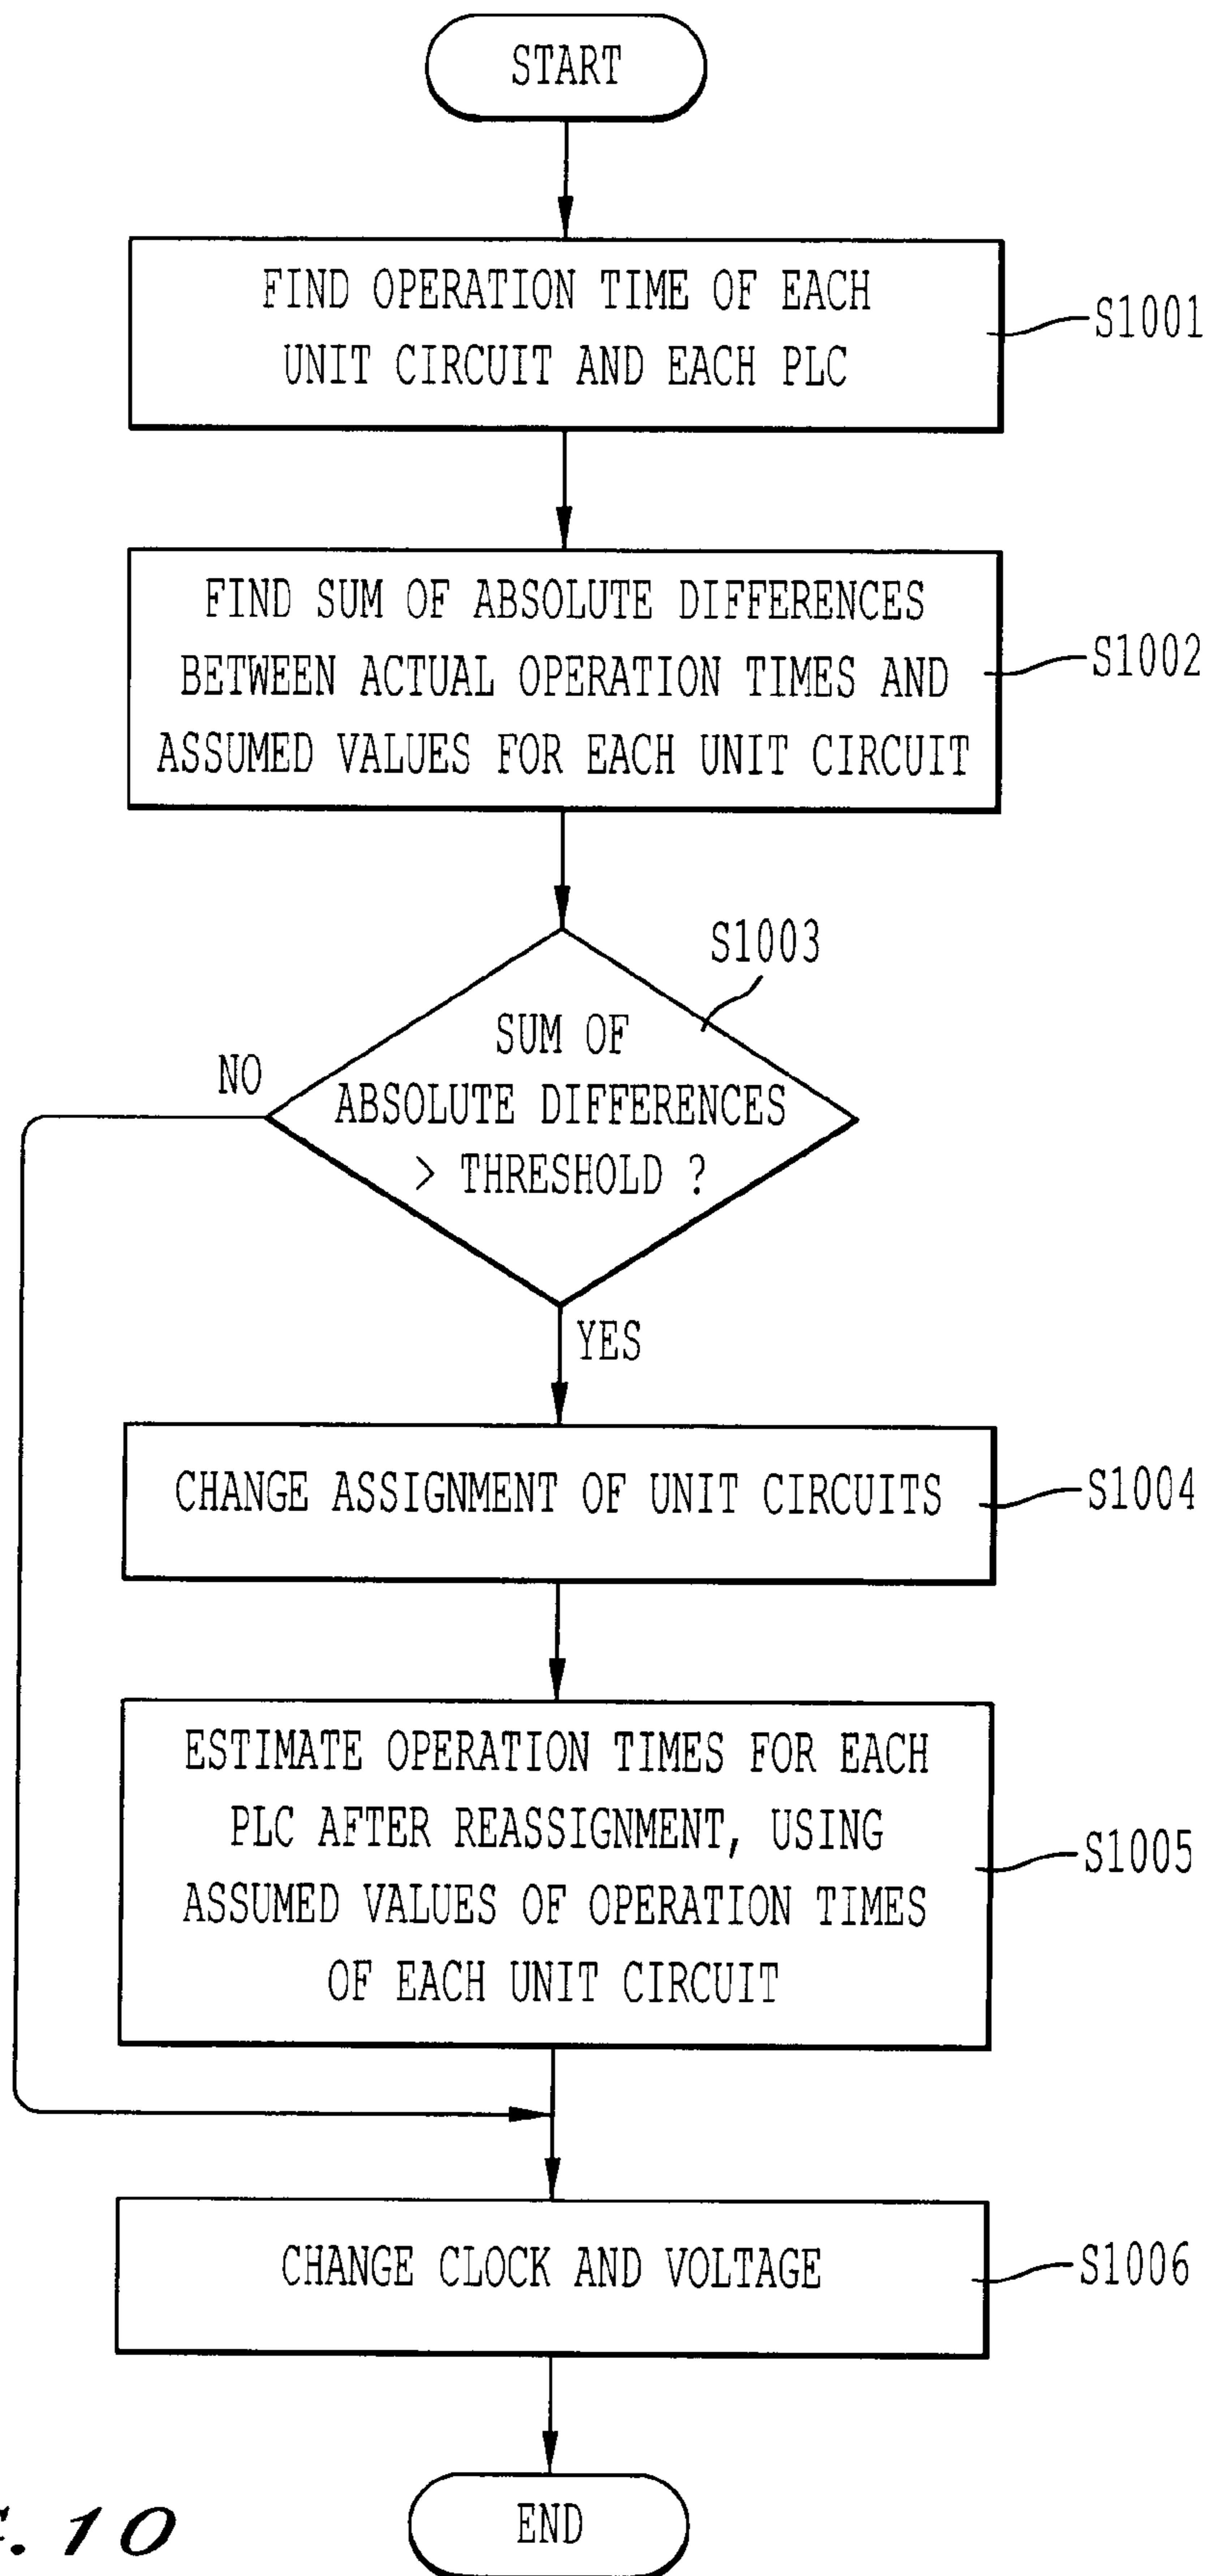 START
FIND OPERATION TIME OF EACH
UNIT CIRCUIT AND EACH PLC
S1001
FIND SUM OF ABSOLUTE DIFFERENCES
BETWEEN ACTUAL OPERATION TIMES AND
ASSUMED VALUES FOR EACH UNIT CIRCUIT
S1002
S1003
SUM OF
ABSOLUTE DIFFERENCES
> THRESHOLD ?
NO
YES
CHANGE ASSIGNMENT OF UNIT CIRCUITS
S1004
ESTIMATE OPERATION TIMES FOR EACH
PLC AFTER REASSIGNMENT, USING
ASSUMED VALUES OF OPERATION TIMES
OF EACH UNIT CIRCUIT
S1005
CHANGE CLOCK AND VOLTAGE
S1006
END
. 10